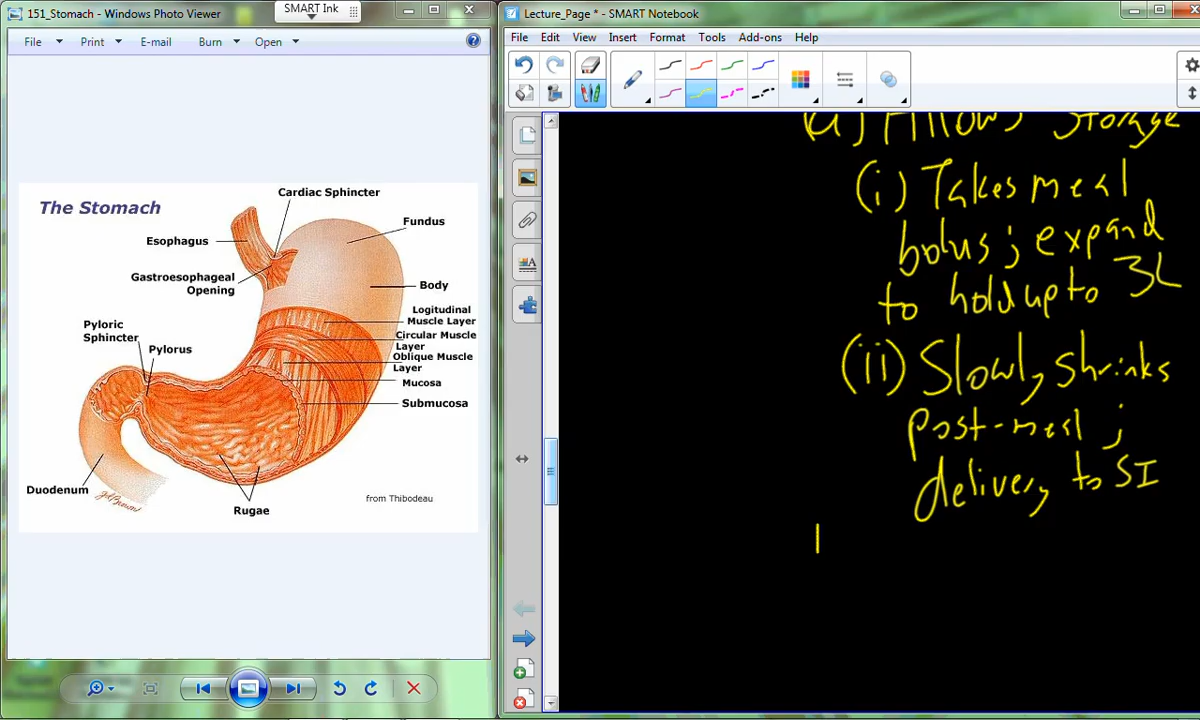 151_Stomach - Windows Photo Viewer
SMART Ink
File Print E-mail Burn Open
The Stomach
Cardiac Sphincter
Fundus
Esophagus
Gastroesophageal
Opening
Body
Logitudinal
Muscle Layer
Circular Muscle
Layer
Oblique Muscle
Layer
Mucosa
Submucosa
Pyloric
Sphincter
Pylorus
Duodenum
Rugae
from Thibodeau
Lecture_Page * - SMART Notebook
File Edit View Insert Format Tools Add-ons Help
(a) Allows storage
(i) Takes meal
bolus ; expand
to hold up to 3L
(ii) Slowly shrinks
post-meal ;
delivery to SI